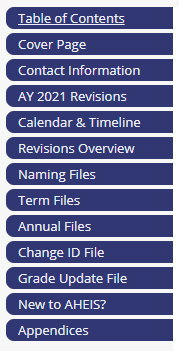 Table of Contents
Cover Page
Contact Information
AY 2021 Revisions
Calendar & Timeline
Revisions Overview
Naming Files
Term Files
Annual Files
Change ID File
Grade Update File
New to AHEIS?
Appendices